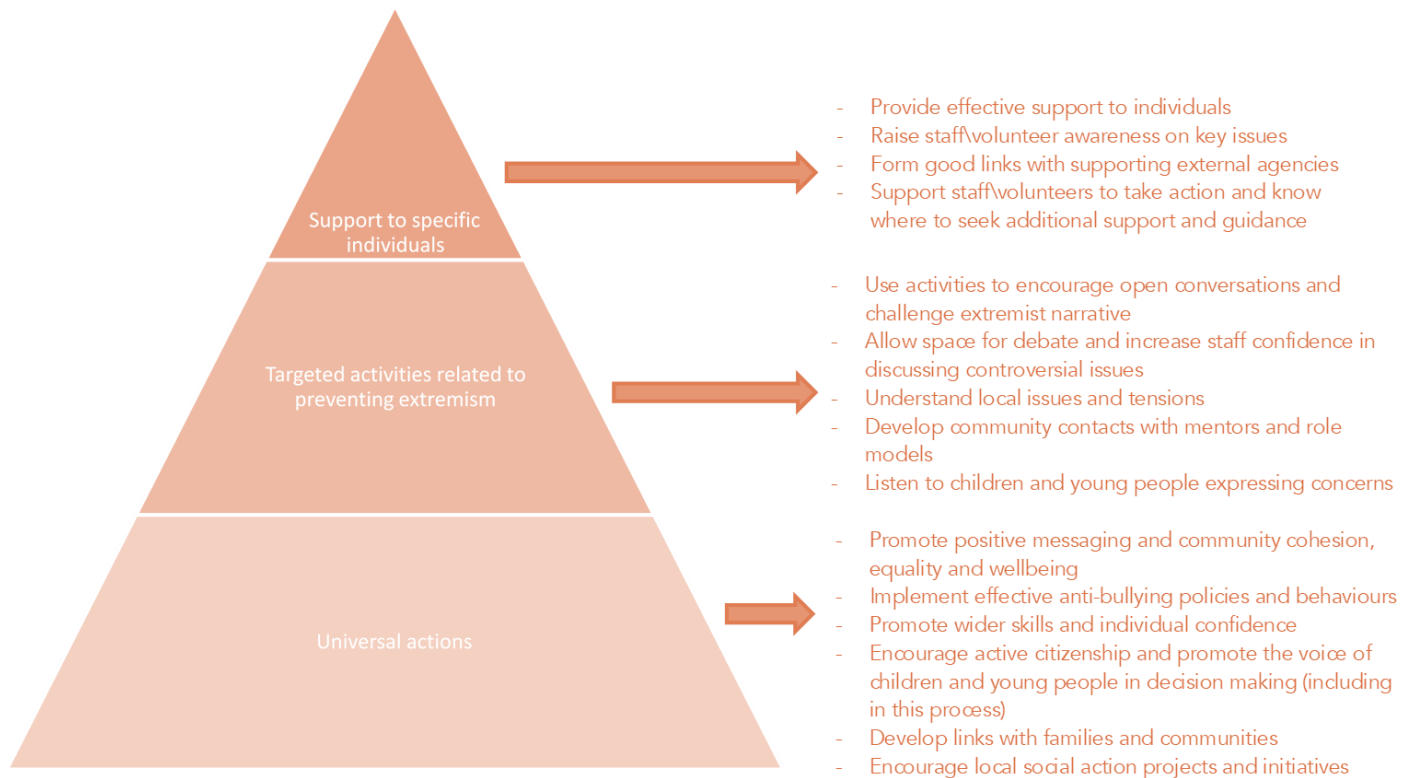 - Provide effective support to individuals
- Raise staff\volunteer awareness on key issues
- Form good links with supporting external agencies
- Support staff\volunteers to take action and know
where to seek additional support and guidance
Support to specific
individuals
- Use activities to encourage open conversations and
challenge extremist narrative
- Allow space for debate and increase staff confidence in
discussing controversial issues
- Understand local issues and tensions
- Develop community contacts with mentors and role
models
- Listen to children and young people expressing concerns
Targeted activities related to
preventing extremism
- Promote positive messaging and community cohesion,
equality and wellbeing
- Implement effective anti-bullying policies and behaviours
- Promote wider skills and individual confidence
- Encourage active citizenship and promote the voice of
children and young people in decision making (including
in this process)
- Develop links with families and communities
- Encourage local social action projects and initiatives
Universal actions